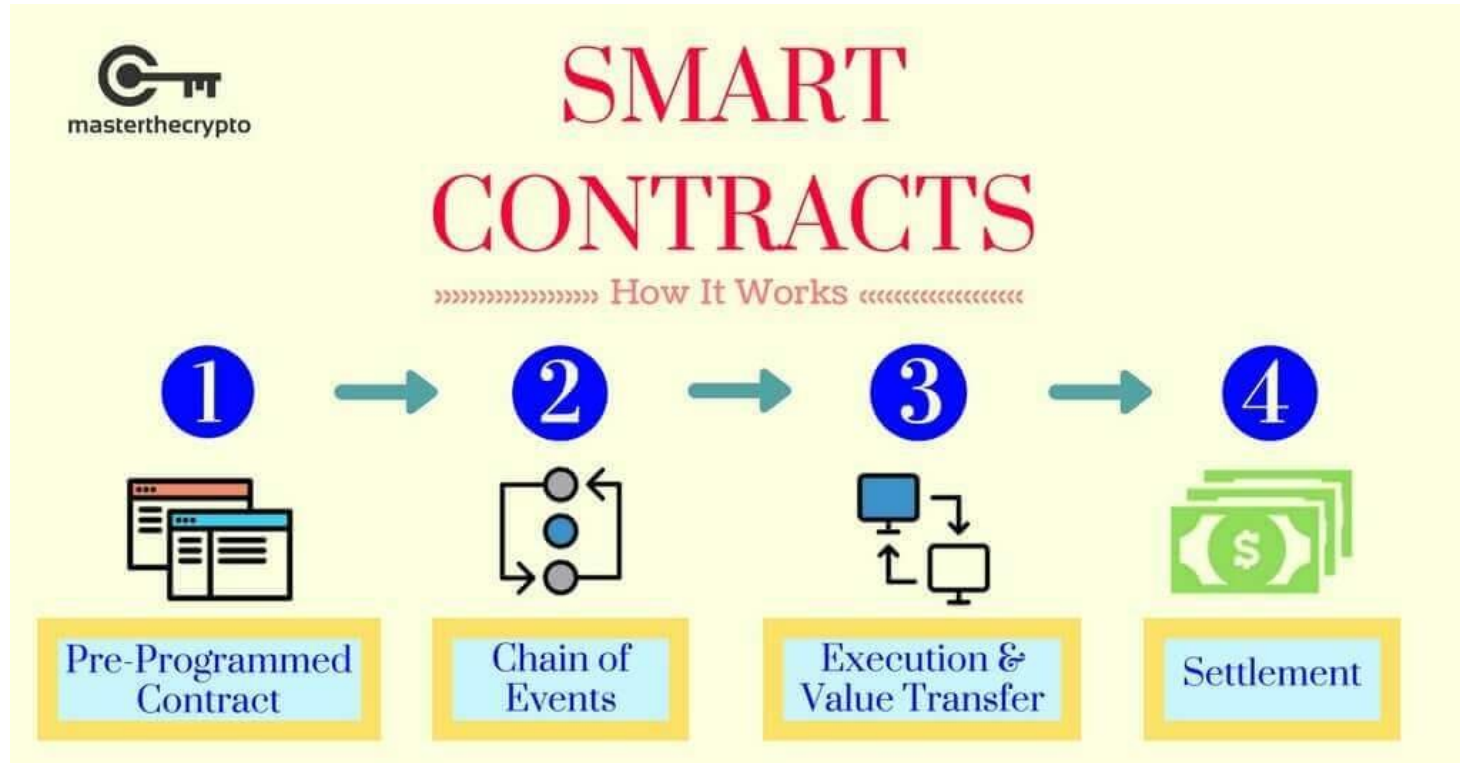 masterthecrypto
SMART
CONTRACTS
How It Works
1
2
3
4
$
Pre-Programmed
Contract
Chain of
Events
Execution &
Value Transfer
Settlement